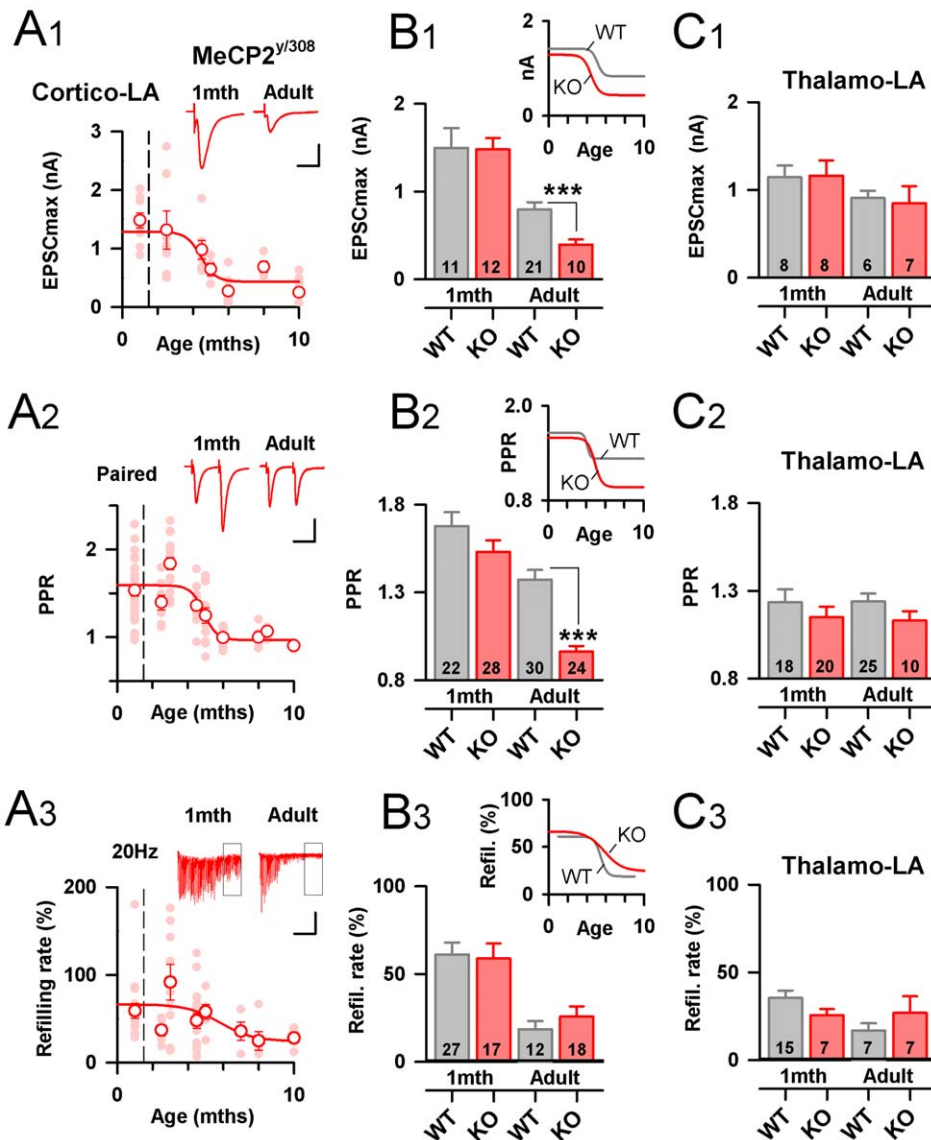 A1
MeCP2y/308
Cortico-LA
1mth
Adult
EPSCmax (nA)
3
2
1
0
0
10
Age (mths)
B1
EPSCmax (nA)
2
1
0
nA
2
1
0
WT
KO
0
10
Age
***
11
12
21
10
1mth
Adult
WT
KO
WT
KO
C1
Thalamo-LA
EPSCmax (nA)
2
1
0
8
8
6
7
1mth
Adult
WT
KO
WT
KO
A2
1mth
Adult
Paired
PPR
2
1
0
10
Age (mths)
B2
PPR
1.8
1.3
0.8
PPR
2.0
0.8
WT
KO
0
10
Age
***
22
28
30
24
1mth
Adult
WT
KO
WT
KO
C2
Thalamo-LA
PPR
1.8
1.3
0.8
18
20
25
10
1mth
Adult
WT
KO
WT
KO
A3
1mth
Adult
20Hz
Refilling rate (%)
200
100
0
0
10
Age (mths)
B3
Refil. rate (%)
100
50
0
Refil. (%)
100
50
0
KO
WT
0
10
Age
27
17
12
18
1mth
Adult
WT
KO
WT
KO
C3
Thalamo-LA
Refil. rate (%)
100
50
0
15
7
7
7
1mth
Adult
WT
KO
WT
KO